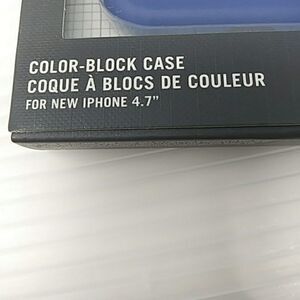 COLOR-BLOCK CASE
COQUE À BLOCS DE COULEUR
FOR NEW IPHONE 4.7"